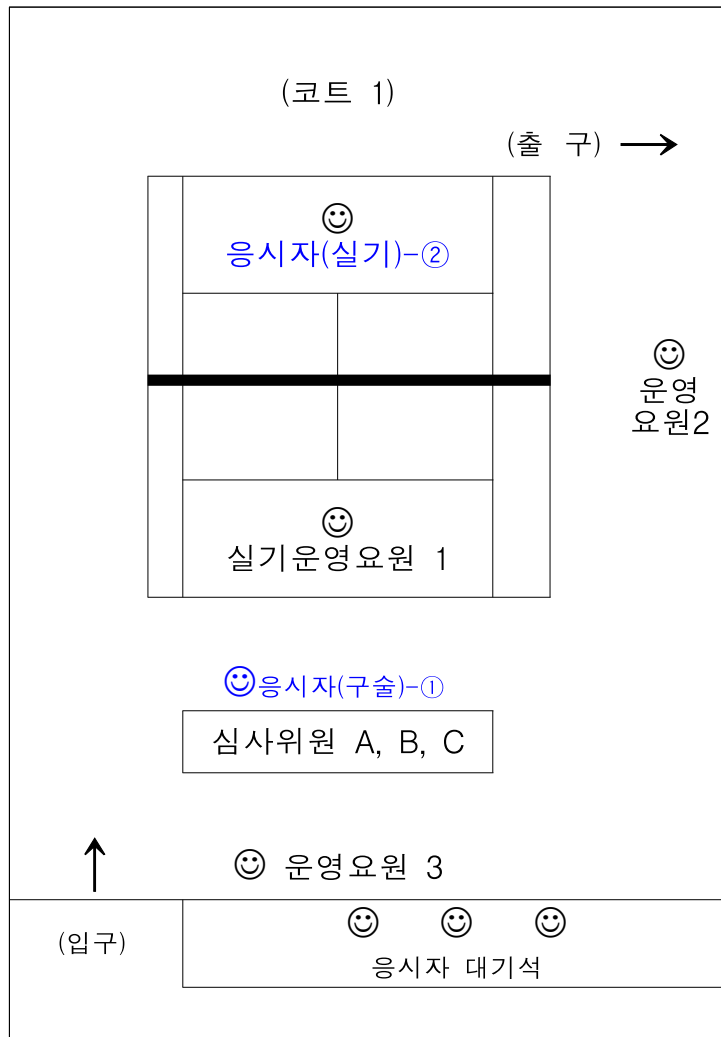 (코트 1)
(출 구)
응시자(실기)-②
운영
요원2
실기운영요원 1
응시자(구술)-①
심사위원 A, B, C
운영요원 3
(입구)
응시자 대기석